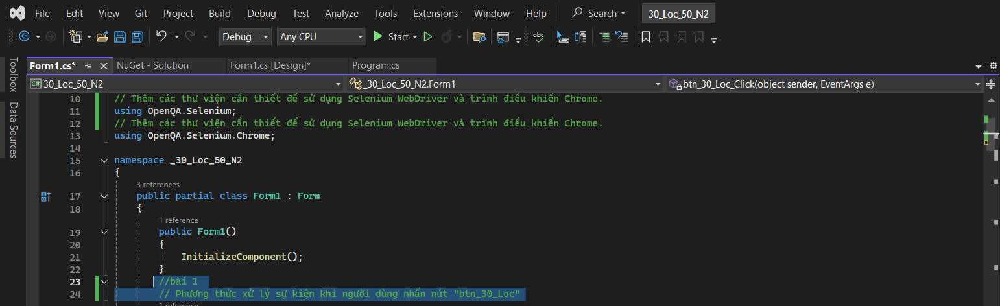 File Edit View Git Project Build Debug Test Analyze Tools Extensions Window Help Search 30_Loc_50_N2
Debug Any CPU Start abc
Form1.cs* NuGet - Solution Form1.cs [Design]* Program.cs
Toolbox
Data Sources
C# 30_Loc_50_N2 _30_Loc_50_N2.Form1 btn_30_Loc_Click(object sender, EventArgs e)
10 // Thêm các thư viện cần thiết để sử dụng Selenium WebDriver và trình điều khiển Chrome.
11 using OpenQA.Selenium;
12 // Thêm các thư viện cần thiết để sử dụng Selenium WebDriver và trình điều khiển Chrome.
13 using OpenQA.Selenium.Chrome;
14
15 namespace _30_Loc_50_N2
16 {
3 references
17 public partial class Form1 : Form
18 {
1 reference
19 public Form1()
20 {
21 InitializeComponent();
22 }
23 //bài 1
24 // Phương thức xử lý sự kiện khi người dùng nhấn nút "btn_30_Loc"
1 reference